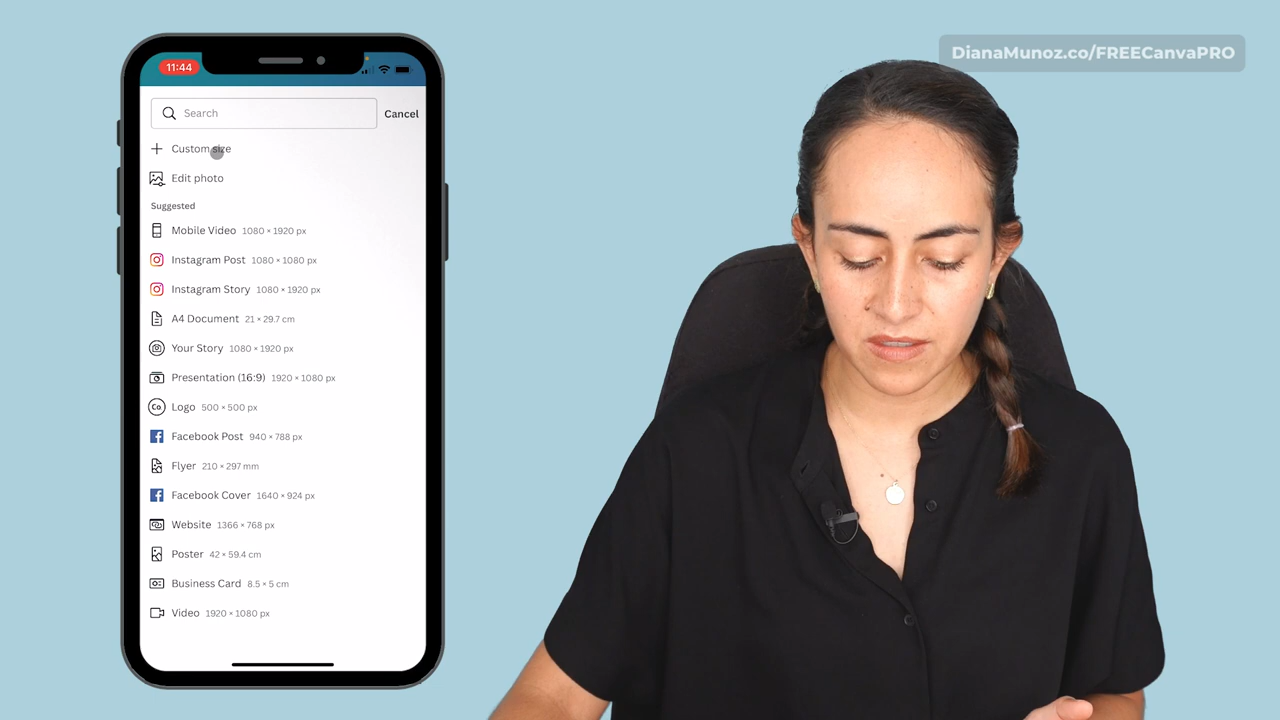 DianaMunoz.co/FREECanvaPRO
11:44
Search
Cancel
Custom size
Edit photo
Suggested
Mobile Video 1080 × 1920 px
Instagram Post 1080 × 1080 px
Instagram Story 1080 × 1920 px
A4 Document 21 × 29.7 cm
Your Story 1080 × 1920 px
Presentation (16:9) 1920 × 1080 px
Co
Logo 500 × 500 px
Facebook Post 940 × 788 px
Flyer 210 × 297 mm
Facebook Cover 1640 × 924 px
Website 1366 × 768 px
Poster 42 × 59.4 cm
Business Card 8.5 × 5 cm
Video 1920 × 1080 px